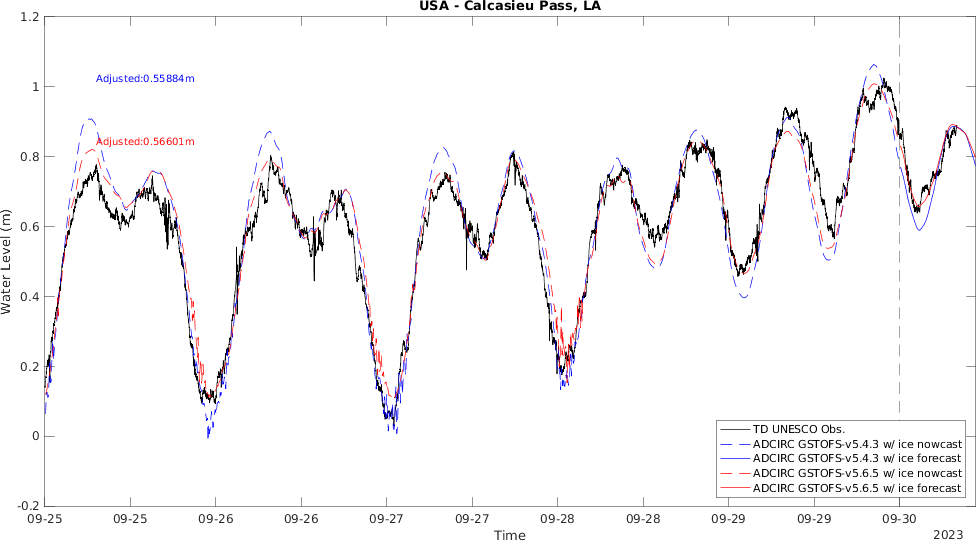 USA - Calcasieu Pass, LA
1.2
1
0.8
0.6
0.4
0.2
0
-0.2
Water Level (m)
Adjusted:0.55884m
Adjusted:0.56601m
TD UNESCO Obs.
ADCIRC GSTOFS-v5.4.3 w/ ice nowcast
ADCIRC GSTOFS-v5.4.3 w/ ice forecast
ADCIRC GSTOFS-v5.6.5 w/ ice nowcast
ADCIRC GSTOFS-v5.6.5 w/ ice forecast
09-25 09-25 09-26 09-26 09-27 09-27 09-28 09-28 09-29 09-29 09-30
Time
2023